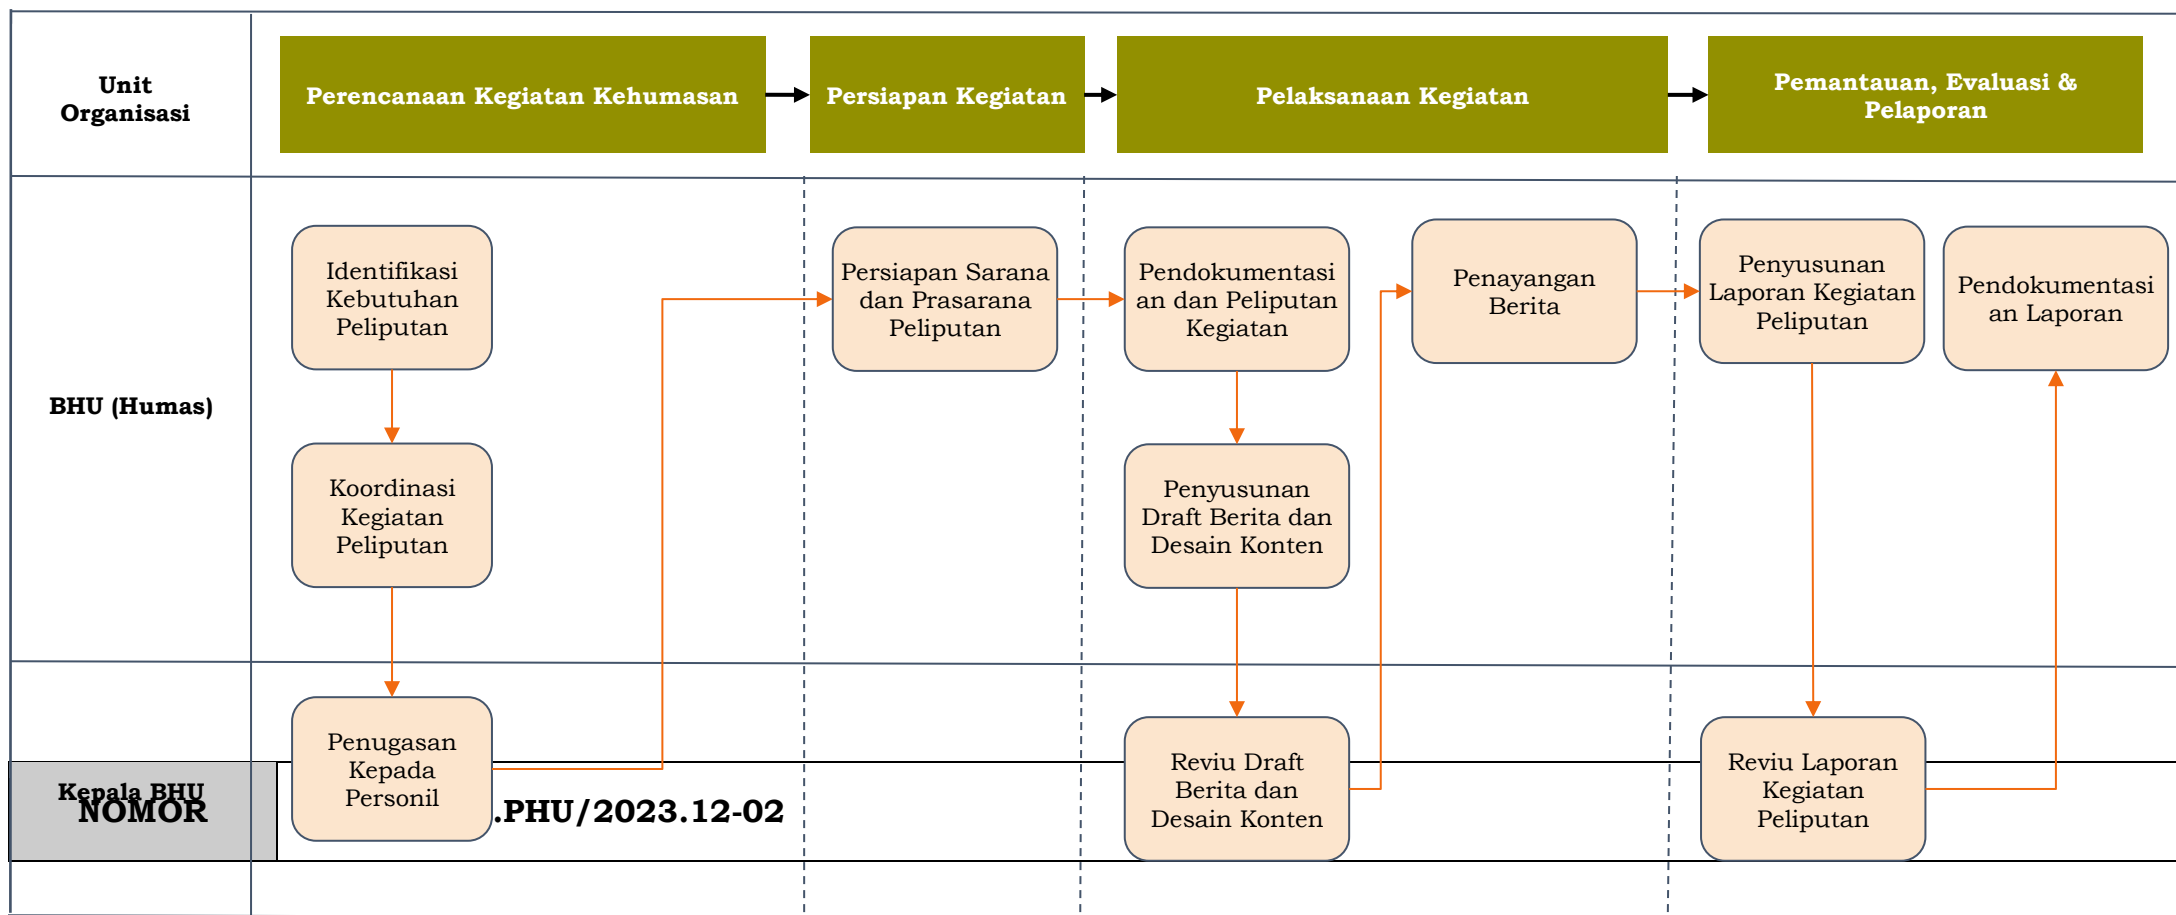 Unit
Organisasi
Perencanaan Kegiatan Kehumasan
Persiapan Kegiatan
Pelaksanaan Kegiatan
Pemantauan, Evaluasi &
Pelaporan
BHU (Humas)
Identifikasi
Kebutuhan
Peliputan
Persiapan Sarana
dan Prasarana
Peliputan
Pendokumentasi
an dan Peliputan
Kegiatan
Penayangan
Berita
Penyusunan
Laporan Kegiatan
Peliputan
Pendokumentasi
an Laporan
Koordinasi
Kegiatan
Peliputan
Penyusunan
Draft Berita dan
Desain Konten
Kepala BHU
NOMOR
Penugasan
Kepada
Personil
.PHU/2023.12-02
Reviu Draft
Berita dan
Desain Konten
Reviu Laporan
Kegiatan
Peliputan